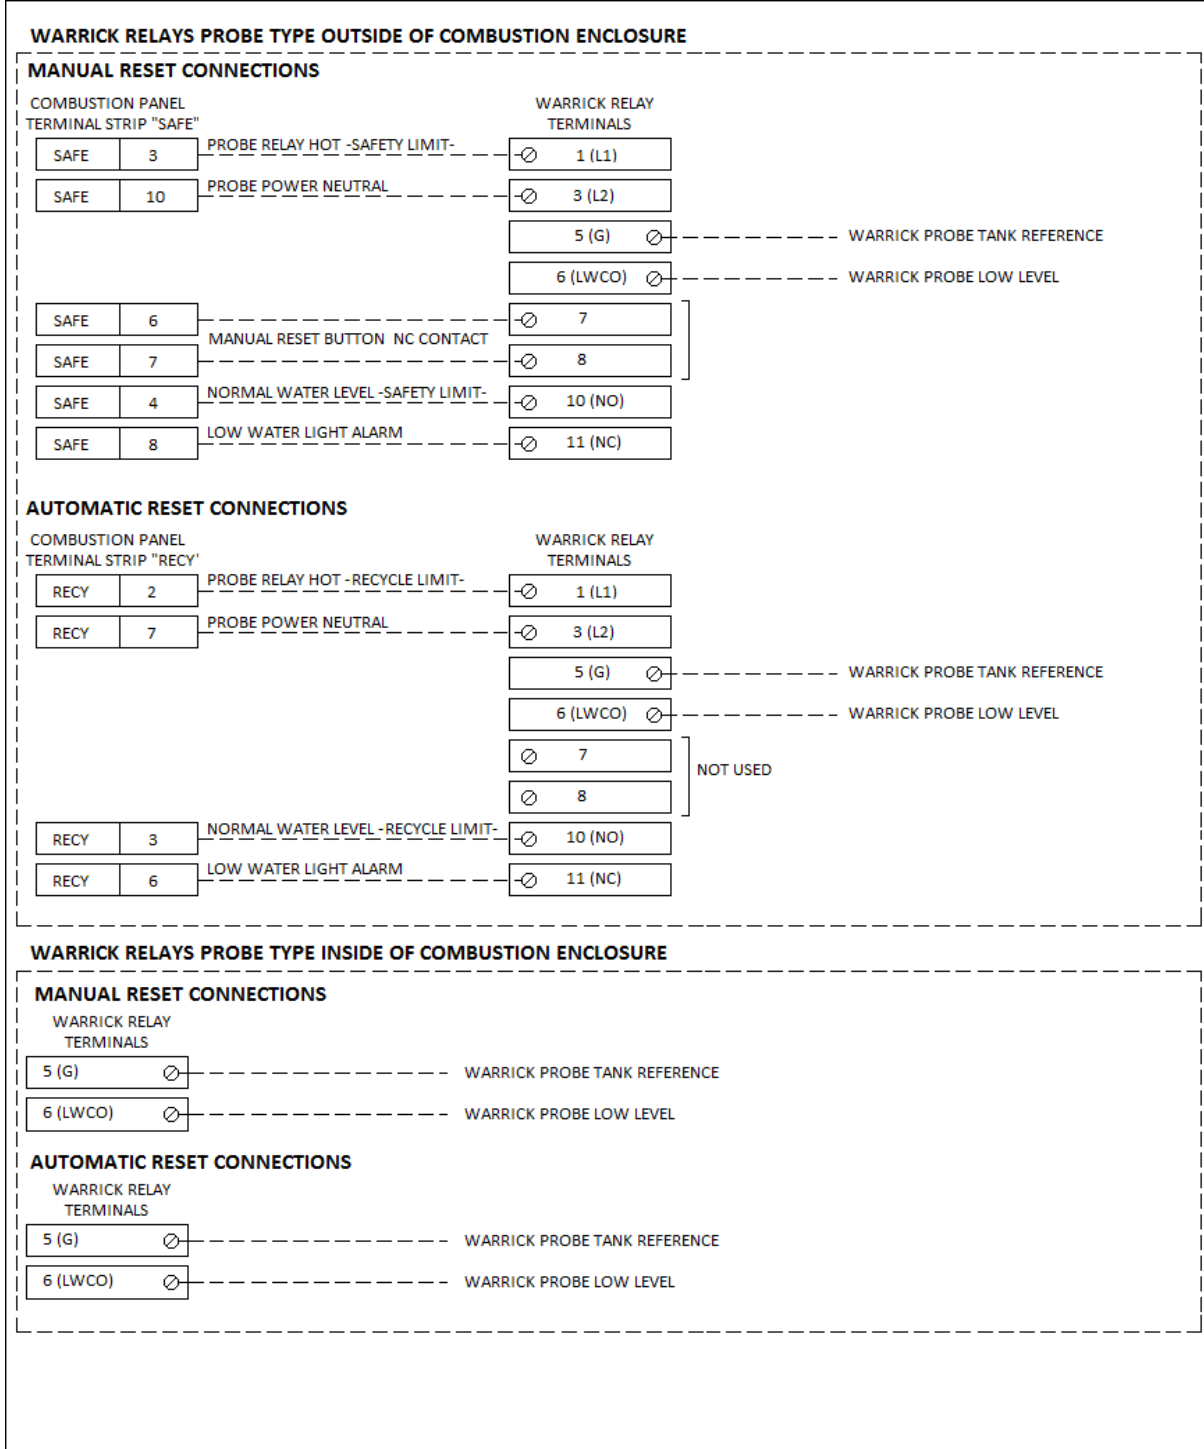 WARRICK RELAYS PROBE TYPE OUTSIDE OF COMBUSTION ENCLOSURE
MANUAL RESET CONNECTIONS
COMBUSTION PANEL
TERMINAL STRIP "SAFE"
WARRICK RELAY
TERMINALS
SAFE 3 PROBE RELAY HOT -SAFETY LIMIT- 1 (L1)
SAFE 10 PROBE POWER NEUTRAL 3 (L2)
5 (G) WARRICK PROBE TANK REFERENCE
6 (LWCO) WARRICK PROBE LOW LEVEL
SAFE 6 7
MANUAL RESET BUTTON NC CONTACT
SAFE 7 8
SAFE 4 NORMAL WATER LEVEL -SAFETY LIMIT- 10 (NO)
SAFE 8 LOW WATER LIGHT ALARM 11 (NC)
AUTOMATIC RESET CONNECTIONS
COMBUSTION PANEL
TERMINAL STRIP "RECY'
WARRICK RELAY
TERMINALS
RECY 2 PROBE RELAY HOT -RECYCLE LIMIT- 1 (L1)
RECY 7 PROBE POWER NEUTRAL 3 (L2)
5 (G) WARRICK PROBE TANK REFERENCE
6 (LWCO) WARRICK PROBE LOW LEVEL
7
NOT USED
8
RECY 3 NORMAL WATER LEVEL -RECYCLE LIMIT- 10 (NO)
RECY 6 LOW WATER LIGHT ALARM 11 (NC)
WARRICK RELAYS PROBE TYPE INSIDE OF COMBUSTION ENCLOSURE
MANUAL RESET CONNECTIONS
WARRICK RELAY
TERMINALS
5 (G) WARRICK PROBE TANK REFERENCE
6 (LWCO) WARRICK PROBE LOW LEVEL
AUTOMATIC RESET CONNECTIONS
WARRICK RELAY
TERMINALS
5 (G) WARRICK PROBE TANK REFERENCE
6 (LWCO) WARRICK PROBE LOW LEVEL